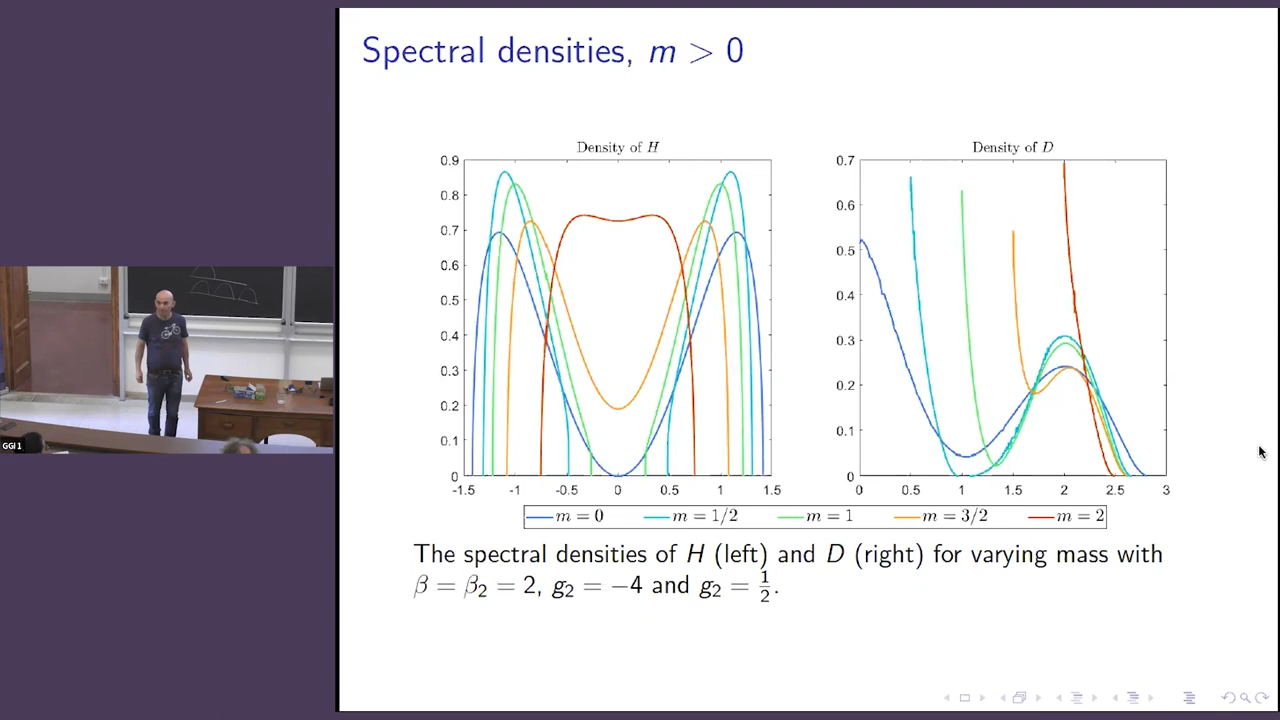 Spectral densities, m > 0
Density of H
Density of D
0.9
0.8
0.7
0.6
0.5
0.4
0.3
0.2
0.1
0
-1.5 -1 -0.5 0 0.5 1 1.5
0.7
0.6
0.5
0.4
0.3
0.2
0.1
0
0 0.5 1 1.5 2 2.5 3
m = 0 m = 1/2 m = 1 m = 3/2 m = 2
The spectral densities of H (left) and D (right) for varying mass with
β = β₂ = 2, g₂ = −4 and g₂ = 1/2.
GGI 1